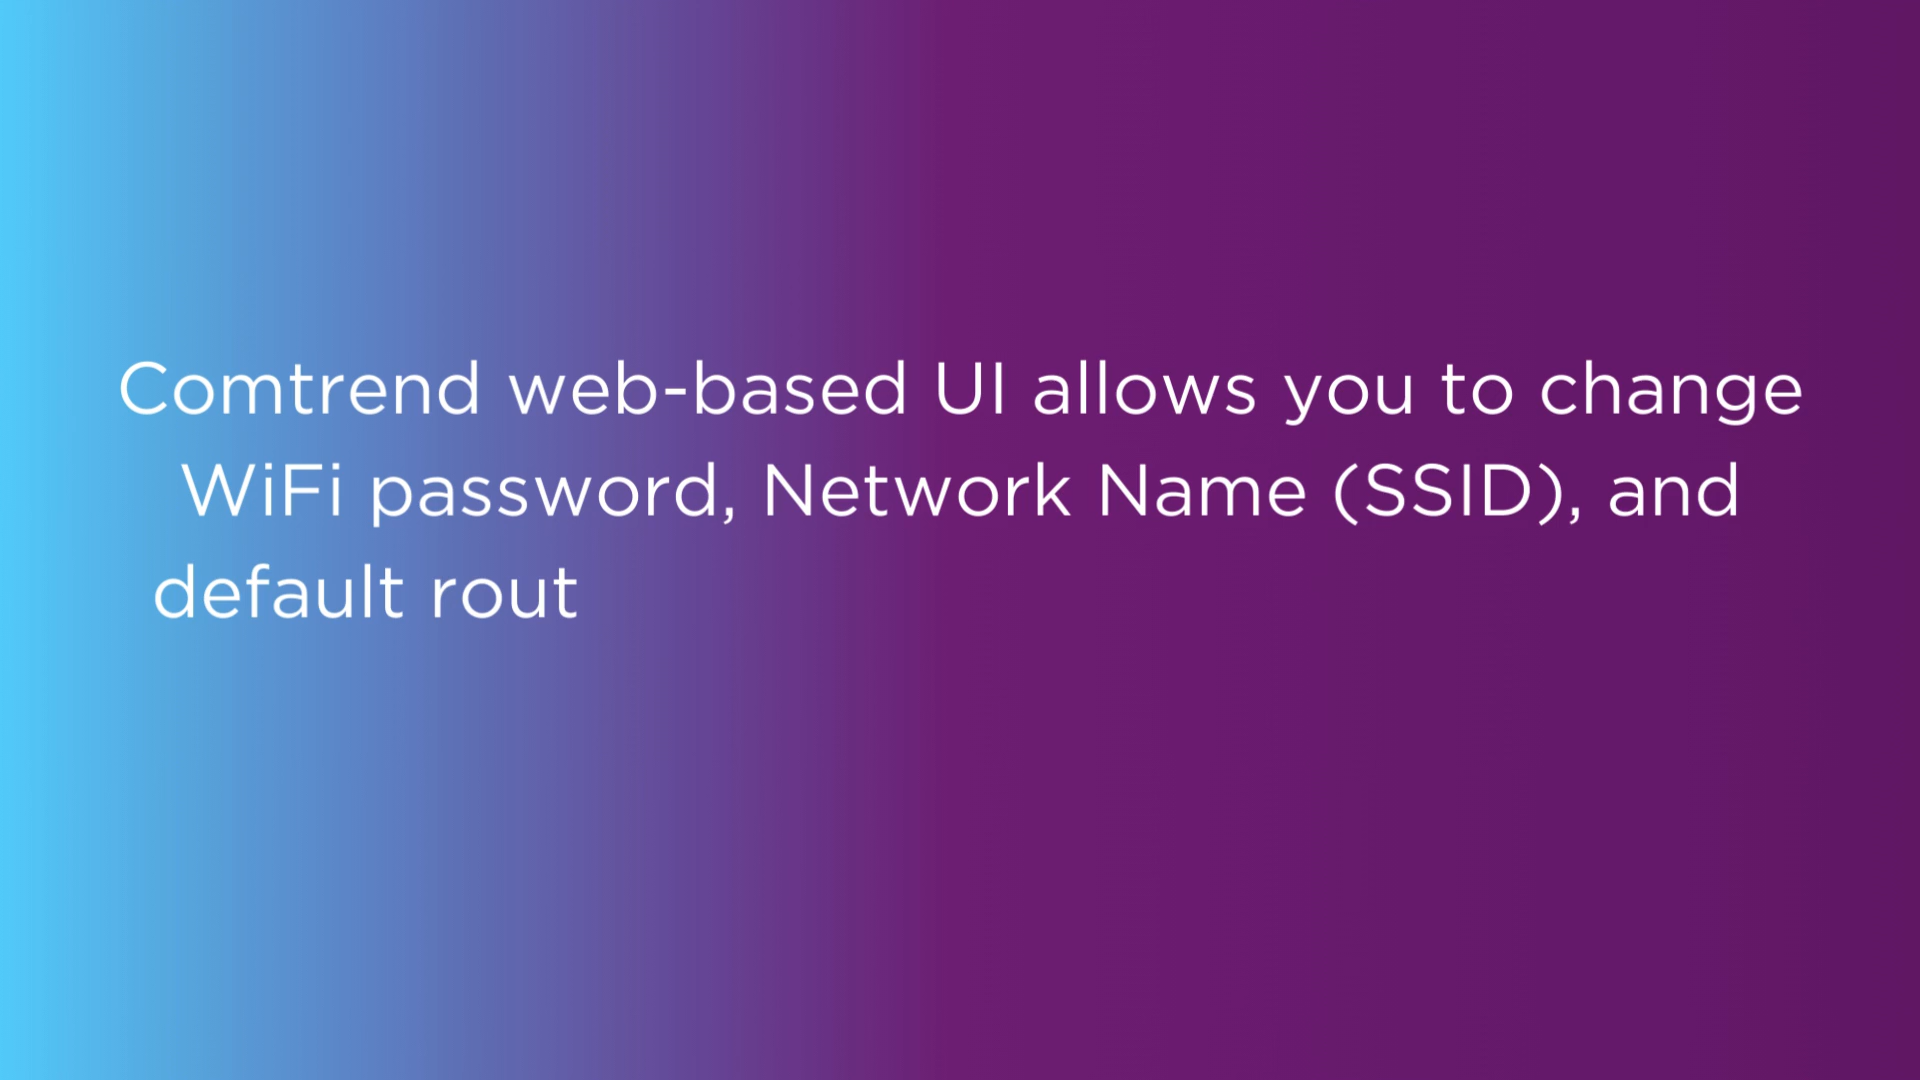 Comtrend web-based UI allows you to change
WiFi password, Network Name (SSID), and
default rout